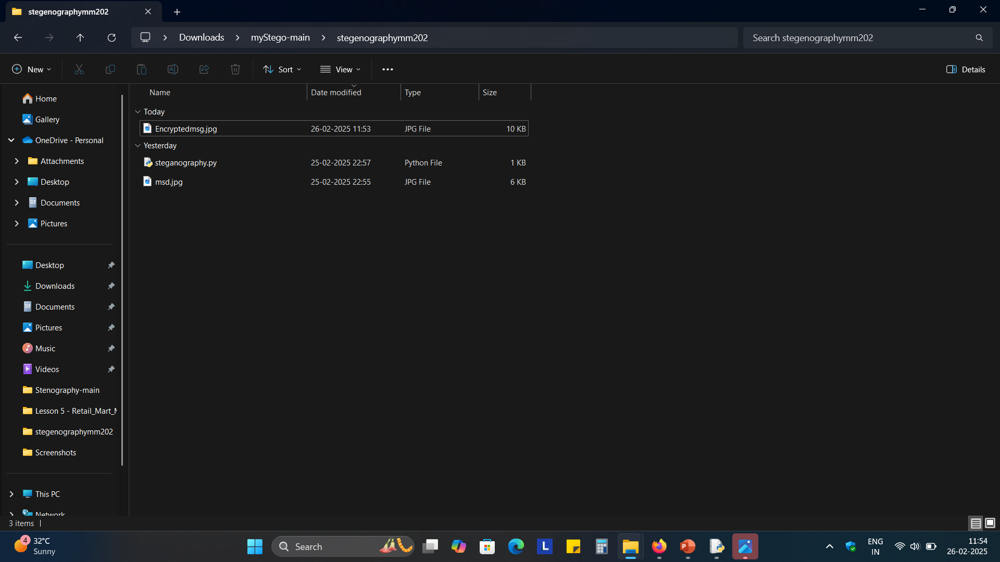 stegenographymm202
Downloads > myStego-main > stegenographymm202
Search stegenographymm202
New
Sort
View
Details
Name Date modified Type Size
Today
Encryptedmsg.jpg 26-02-2025 11:53 JPG File 10 KB
Yesterday
steganography.py 25-02-2025 22:57 Python File 1 KB
msd.jpg 25-02-2025 22:55 JPG File 6 KB
Home
Gallery
OneDrive - Personal
Attachments
Desktop
Documents
Pictures
Desktop
Downloads
Documents
Pictures
Music
Videos
Stenography-main
Lesson 5 - Retail_Mart_
stegenographymm202
Screenshots
This PC
Network
3 items
4
32°C
Sunny
Search
L
P
ENG
IN
11:54
26-02-2025